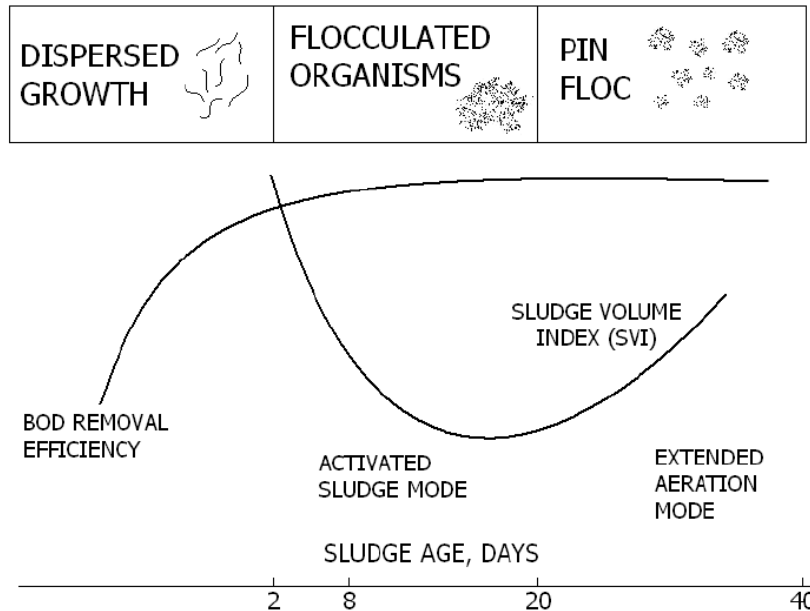 DISPERSED
GROWTH
FLOCCULATED
ORGANISMS
PIN
FLOC
SLUDGE VOLUME
INDEX (SVI)
BOD REMOVAL
EFFICIENCY
ACTIVATED
SLUDGE MODE
EXTENDED
AERATION
MODE
SLUDGE AGE, DAYS
2 8 20 40